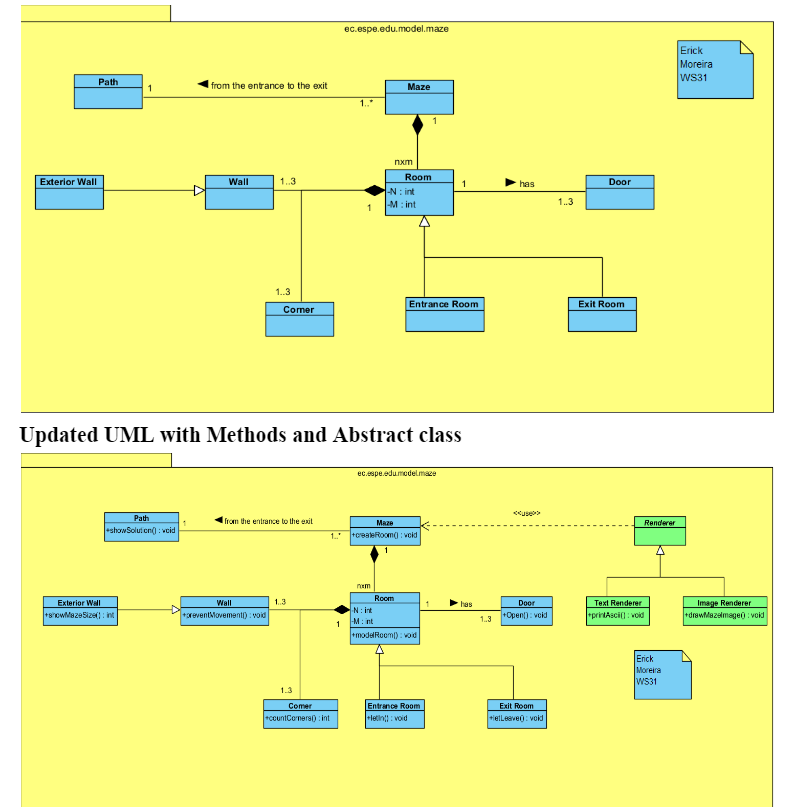 ec.espe.edu.model.maze
Erick
Moreira
WS31
Path
1
from the entrance to the exit
1..*
Maze
1
nxm
Exterior Wall
Wall
1..3
1
Room
-N : int
-M : int
1
has
1..3
Door
1..3
Corner
Entrance Room
Exit Room
Updated UML with Methods and Abstract class
ec.espe.edu.model.maze
Path
+showSolution() : void
1
from the entrance to the exit
1..*
Maze
+createRoom() : void
1
<<use>>
Renderer
nxm
Exterior Wall
+showMazeSize() : int
Wall
+preventMovement() : void
1..3
1
Room
-N : int
-M : int
+modelRoom() : void
1
has
1..3
Door
+Open() : void
Text Renderer
+printAscii() : void
Image Renderer
+drawMazeImage() : void
Erick
Moreira
WS31
1..3
Corner
+countCorners() : int
Entrance Room
+letIn() : void
Exit Room
+letLeave() : void